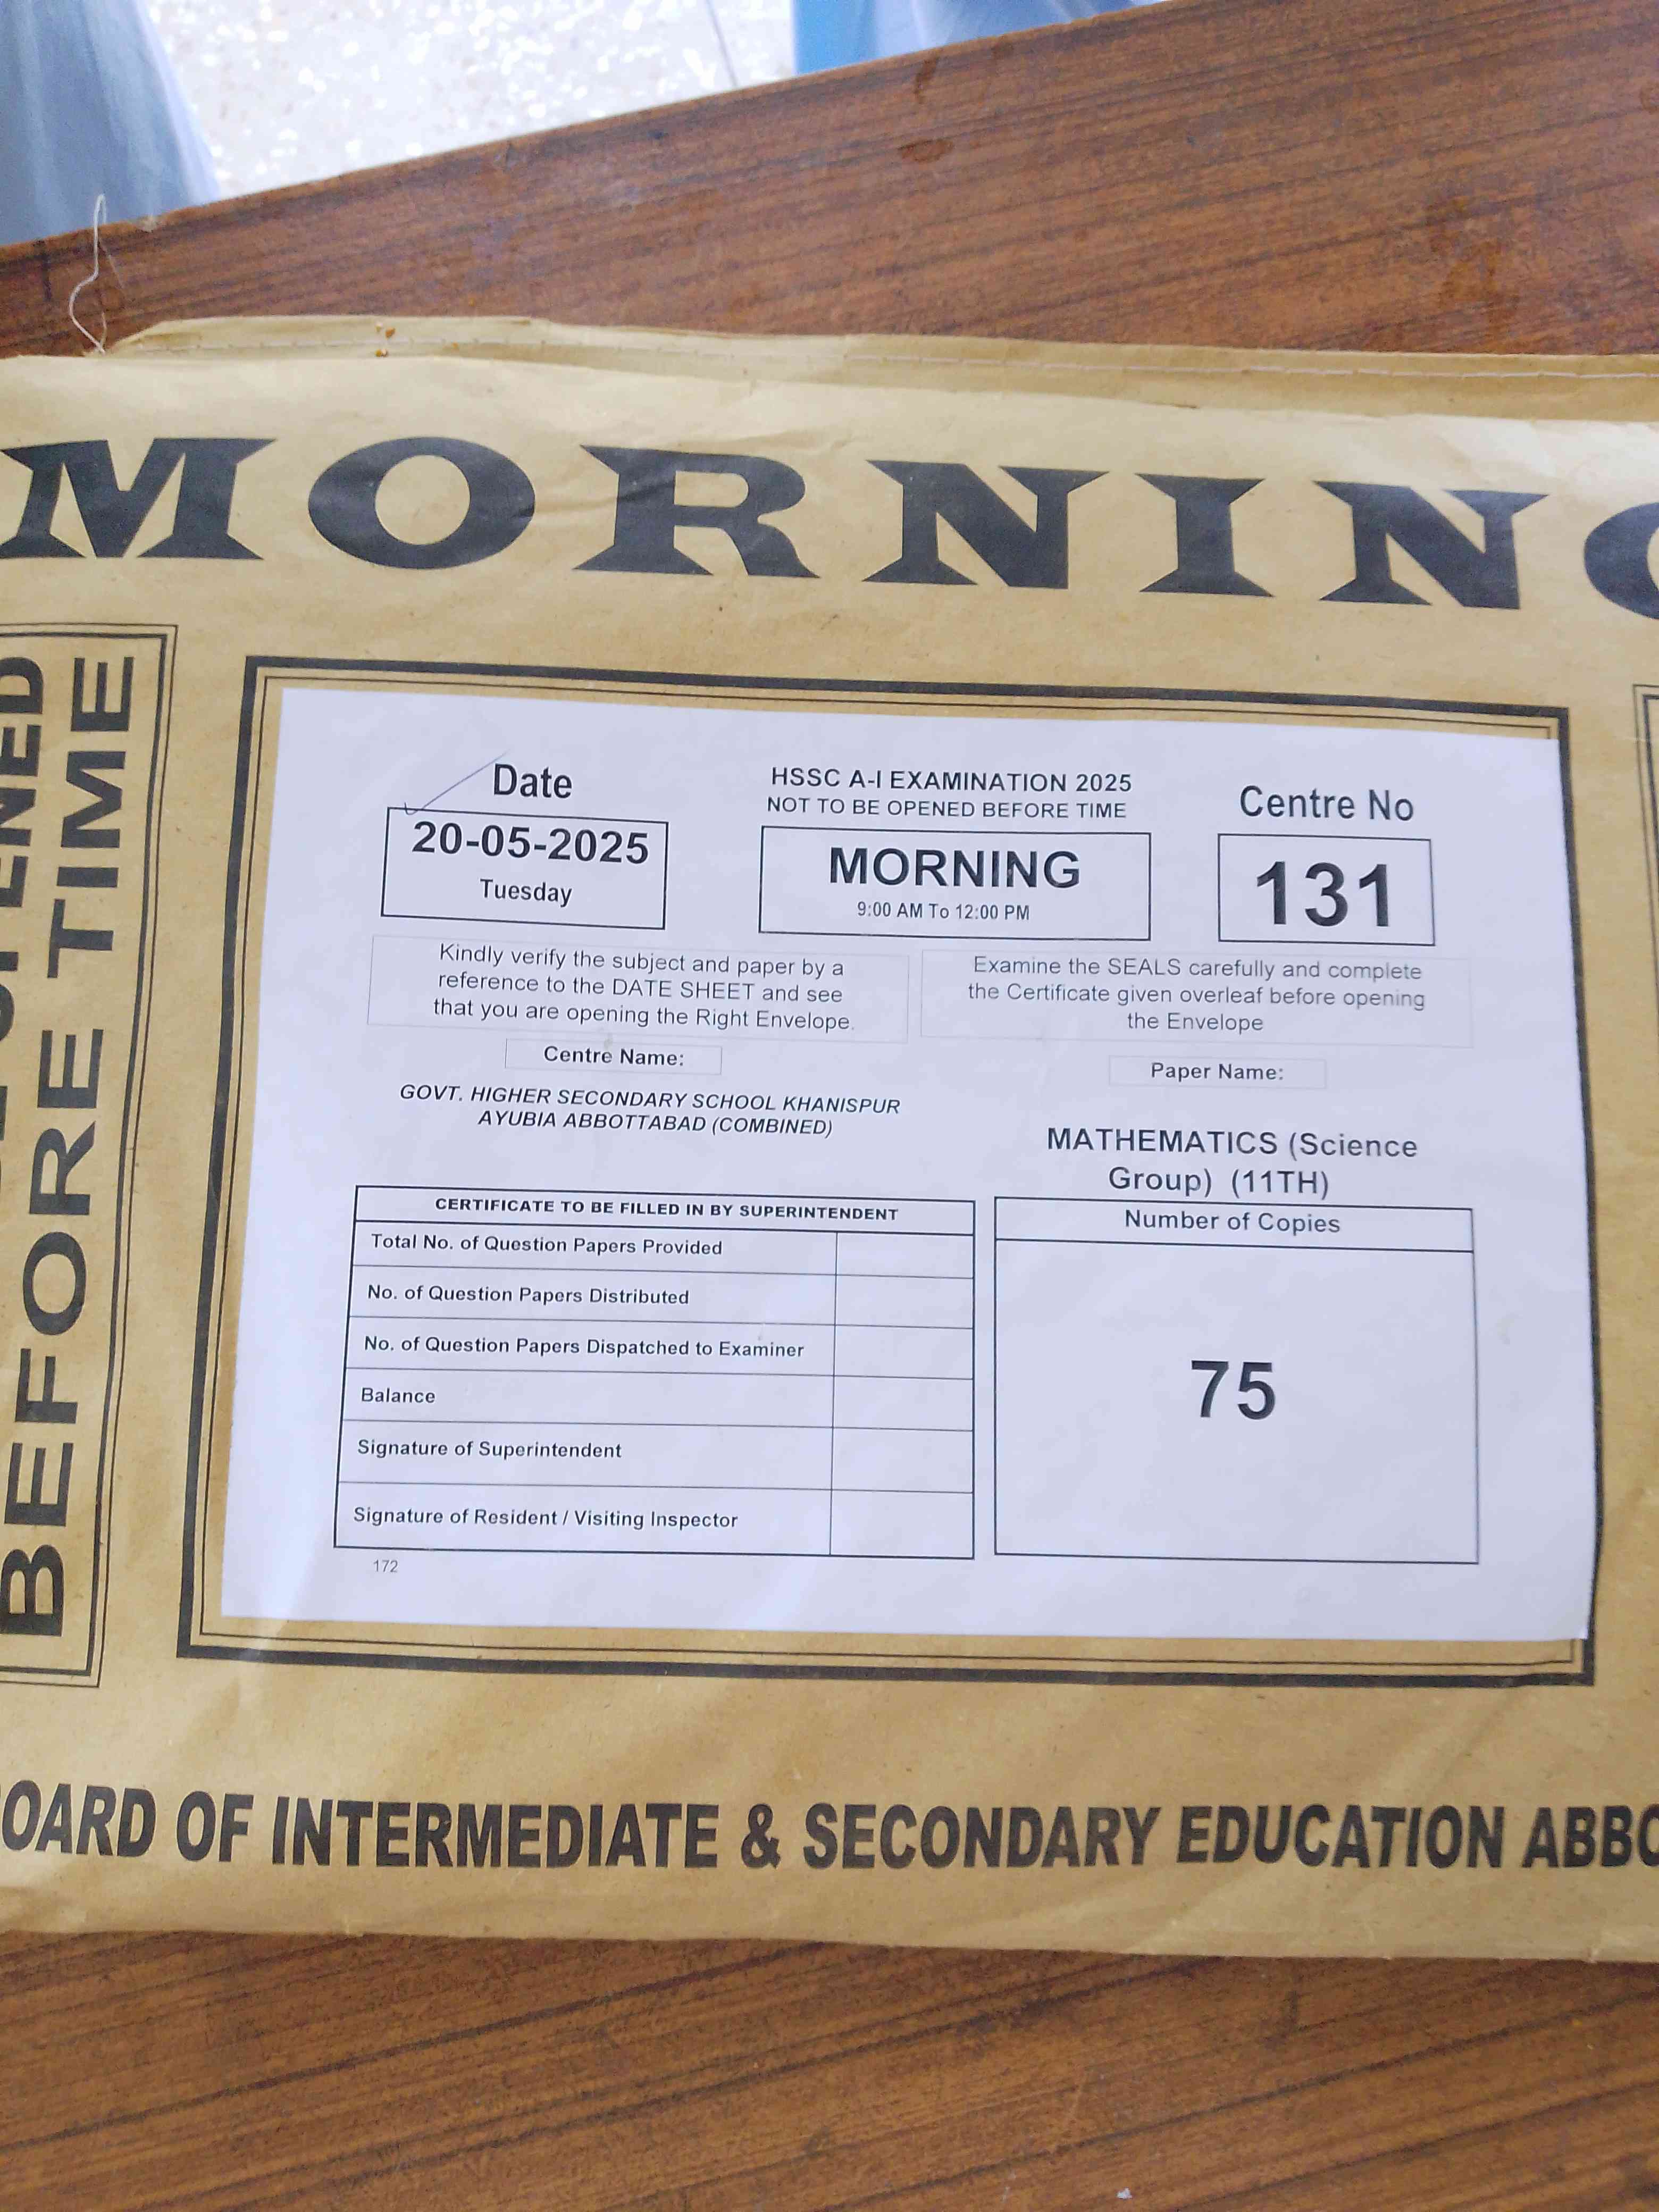 MORNING
BEFORE TIME
Date
20-05-2025
Tuesday
HSSC A-I EXAMINATION 2025
NOT TO BE OPENED BEFORE TIME
MORNING
9:00 AM To 12:00 PM
Centre No
131
Kindly verify the subject and paper by a
reference to the DATE SHEET and see
that you are opening the Right Envelope.
Examine the SEALS carefully and complete
the Certificate given overleaf before opening
the Envelope
Centre Name:
GOVT. HIGHER SECONDARY SCHOOL KHANISPUR
AYUBIA ABBOTTABAD (COMBINED)
Paper Name:
MATHEMATICS (Science
Group) (11TH)
CERTIFICATE TO BE FILLED IN BY SUPERINTENDENT
Total No. of Question Papers Provided
No. of Question Papers Distributed
No. of Question Papers Dispatched to Examiner
Balance
Signature of Superintendent
Signature of Resident / Visiting Inspector
172
Number of Copies
75
OARD OF INTERMEDIATE & SECONDARY EDUCATION ABBO